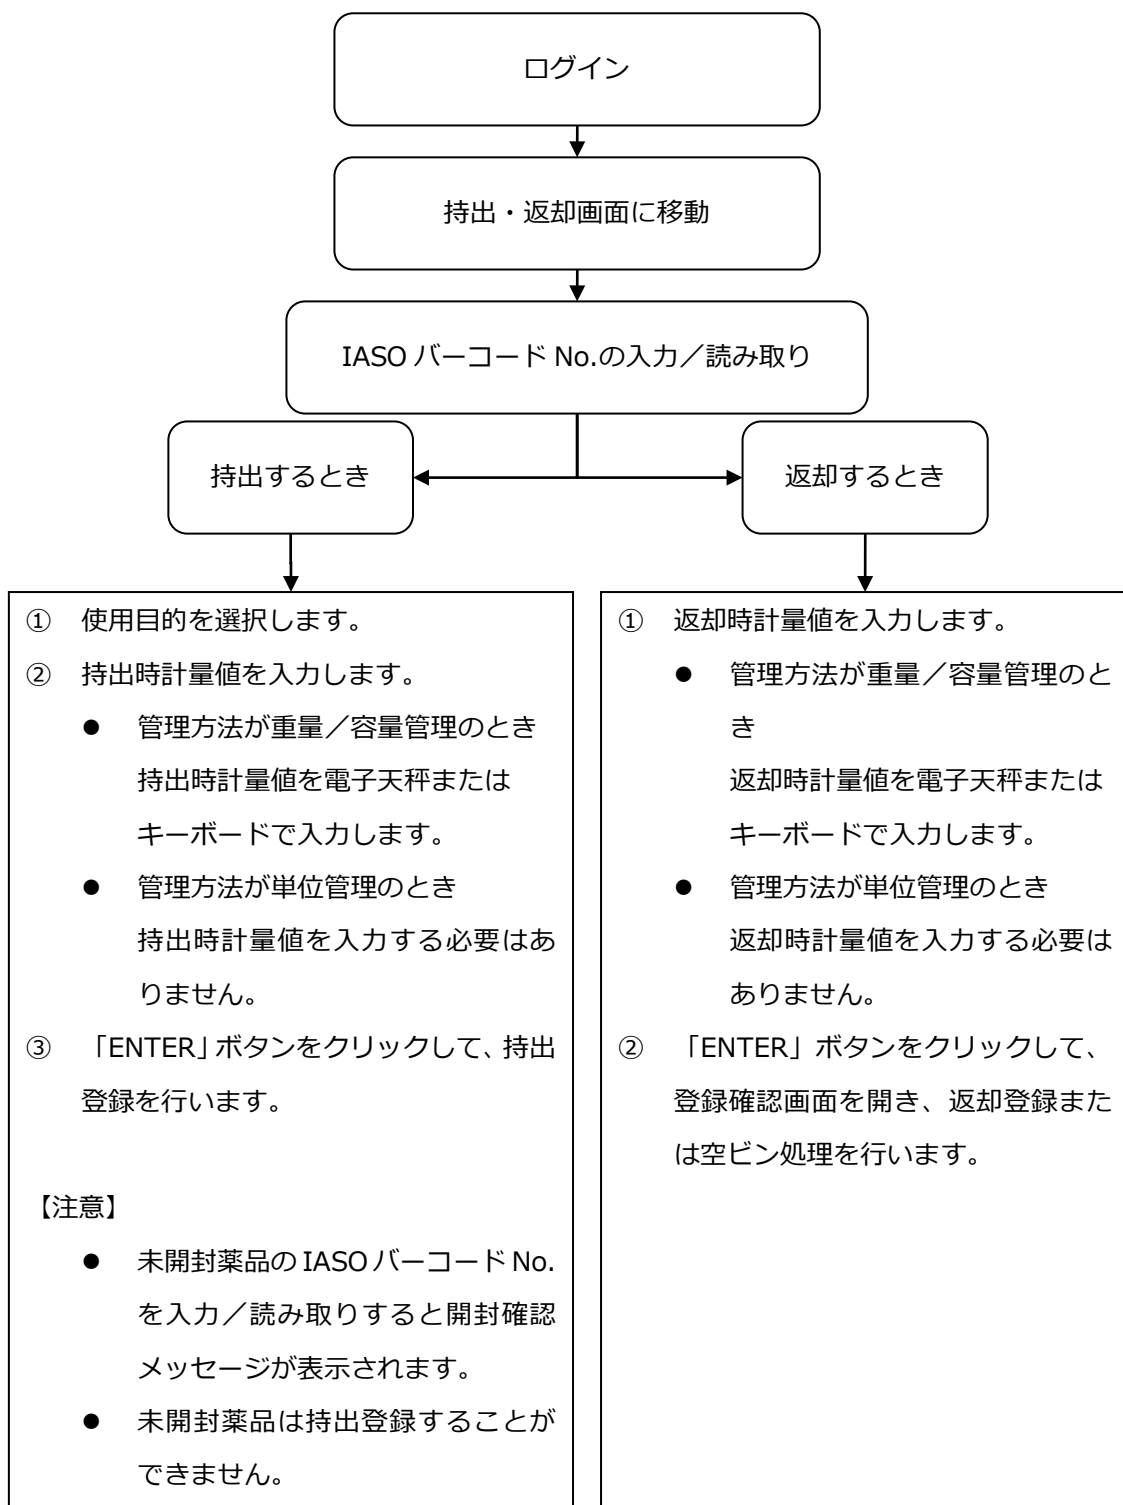 ログイン
持出・返却画面に移動
IASO バーコード No.の入力／読み取り
持出するとき
返却するとき
① 使用目的を選択します。
② 持出時計量値を入力します。
● 管理方法が重量／容量管理のとき
持出時計量値を電子天秤または
キーボードで入力します。
● 管理方法が単位管理のとき
持出時計量値を入力する必要はあ
りません。
③ 「ENTER」ボタンをクリックして、持出
登録を行います。
【注意】
● 未開封薬品の IASO バーコード No.
を入力／読み取りすると開封確認
メッセージが表示されます。
● 未開封薬品は持出登録することが
できません。
① 返却時計量値を入力します。
● 管理方法が重量／容量管理のと
き
返却時計量値を電子天秤または
キーボードで入力します。
● 管理方法が単位管理のとき
返却時計量値を入力する必要は
ありません。
② 「ENTER」ボタンをクリックして、
登録確認画面を開き、返却登録また
は空ビン処理を行います。